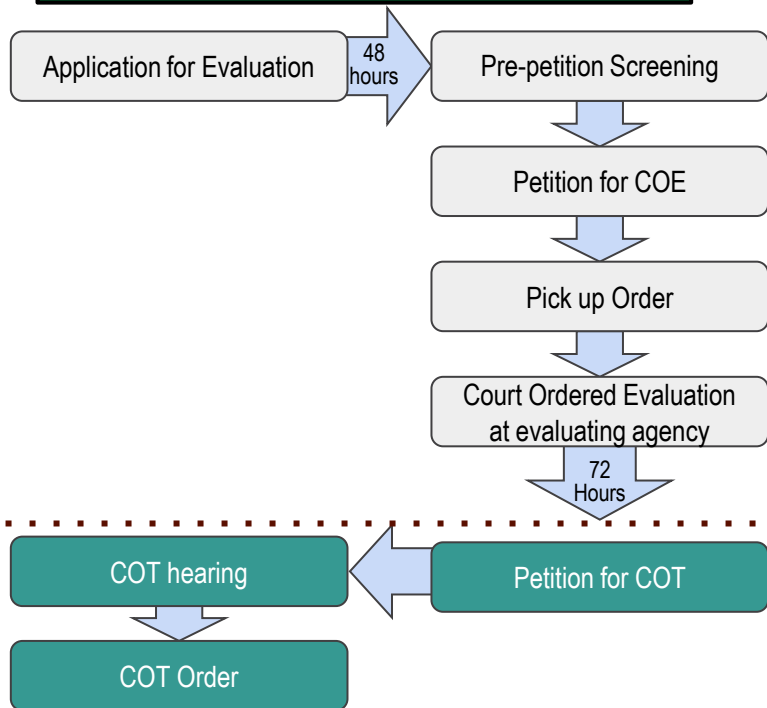 Application for Evaluation
48
hours
Pre-petition Screening
Petition for COE
Pick up Order
Court Ordered Evaluation
at evaluating agency
72
Hours
Petition for COT
COT hearing
COT Order